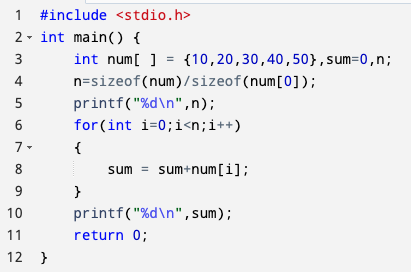 1 #include <stdio.h>
2 int main() {
3     int num[ ] = {10,20,30,40,50},sum=0,n;
4     n=sizeof(num)/sizeof(num[0]);
5     printf("%d\n",n);
6     for(int i=0;i<n;i++)
7     {
8         sum = sum+num[i];
9     }
10     printf("%d\n",sum);
11     return 0;
12 }